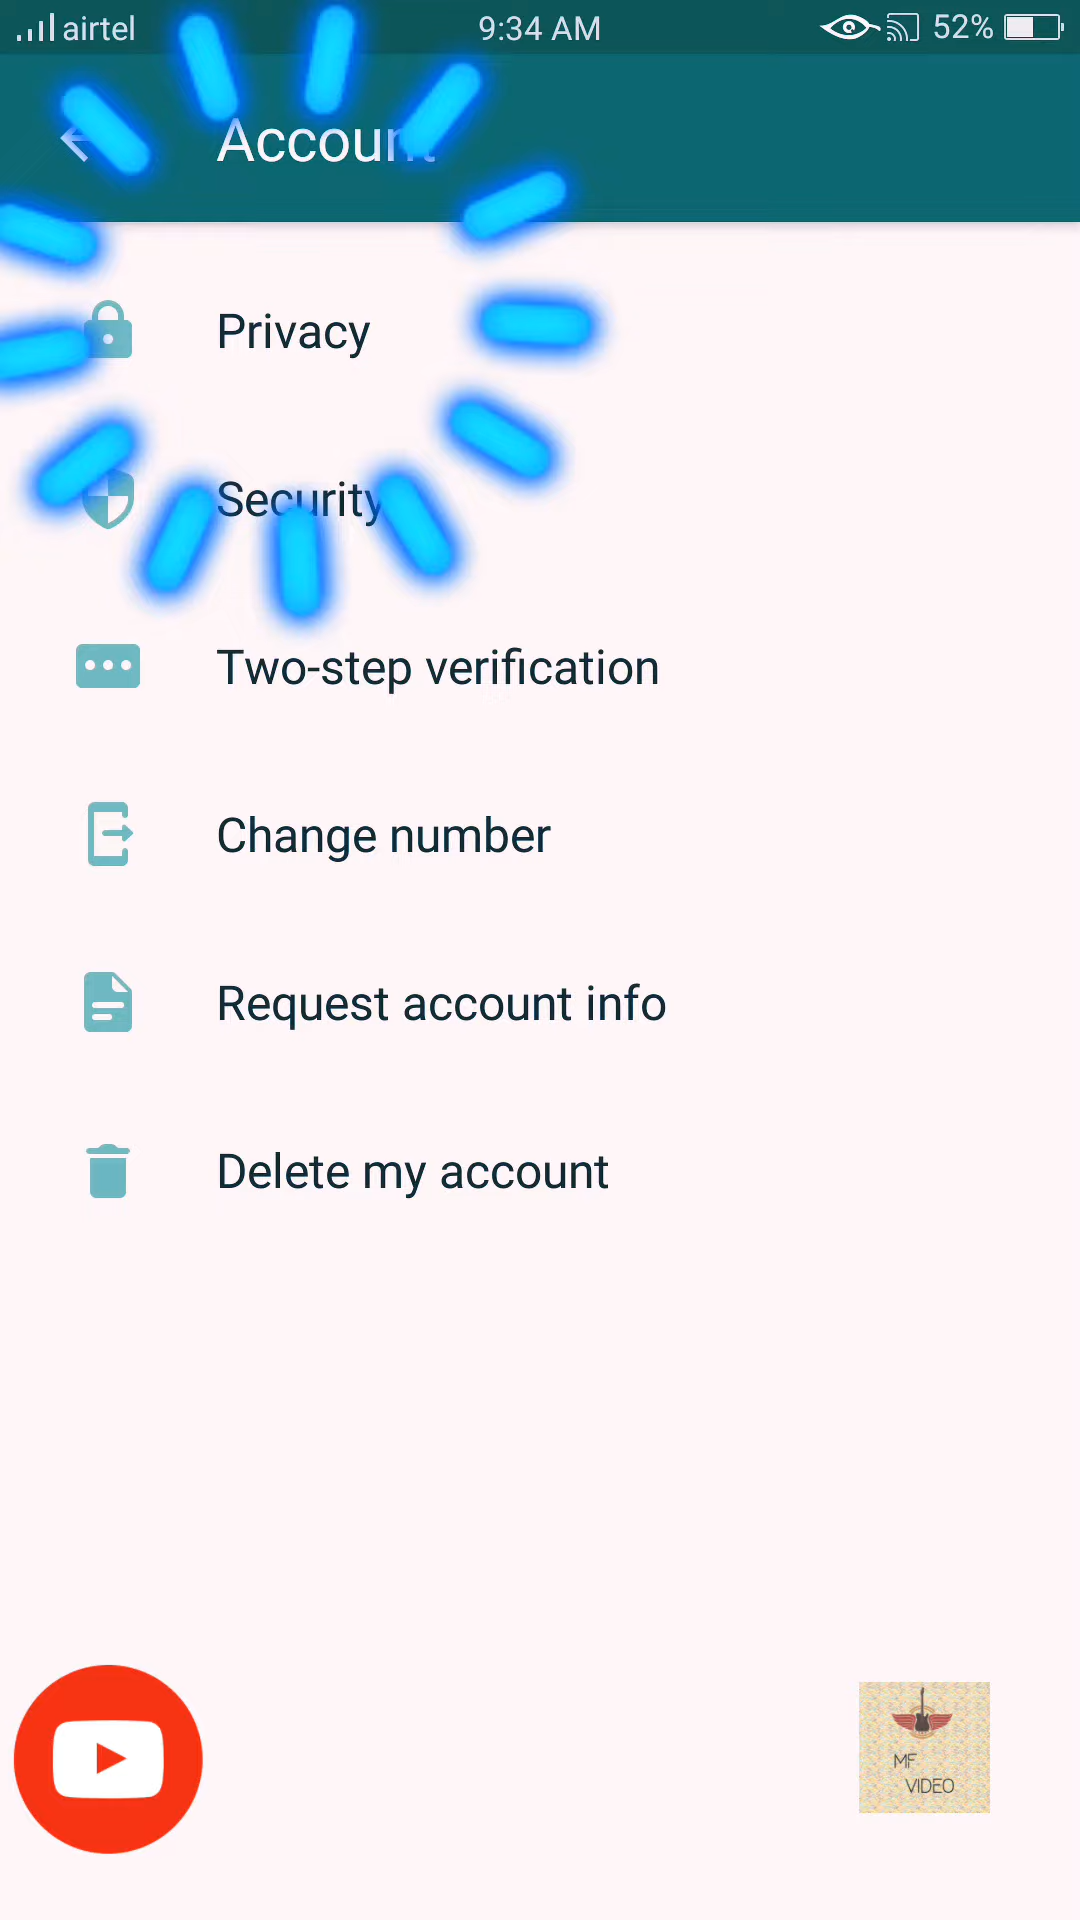 airtel 9:34 AM 52%
Account
Privacy
Security
Two-step verification
Change number
Request account info
Delete my account
MF
VIDEO